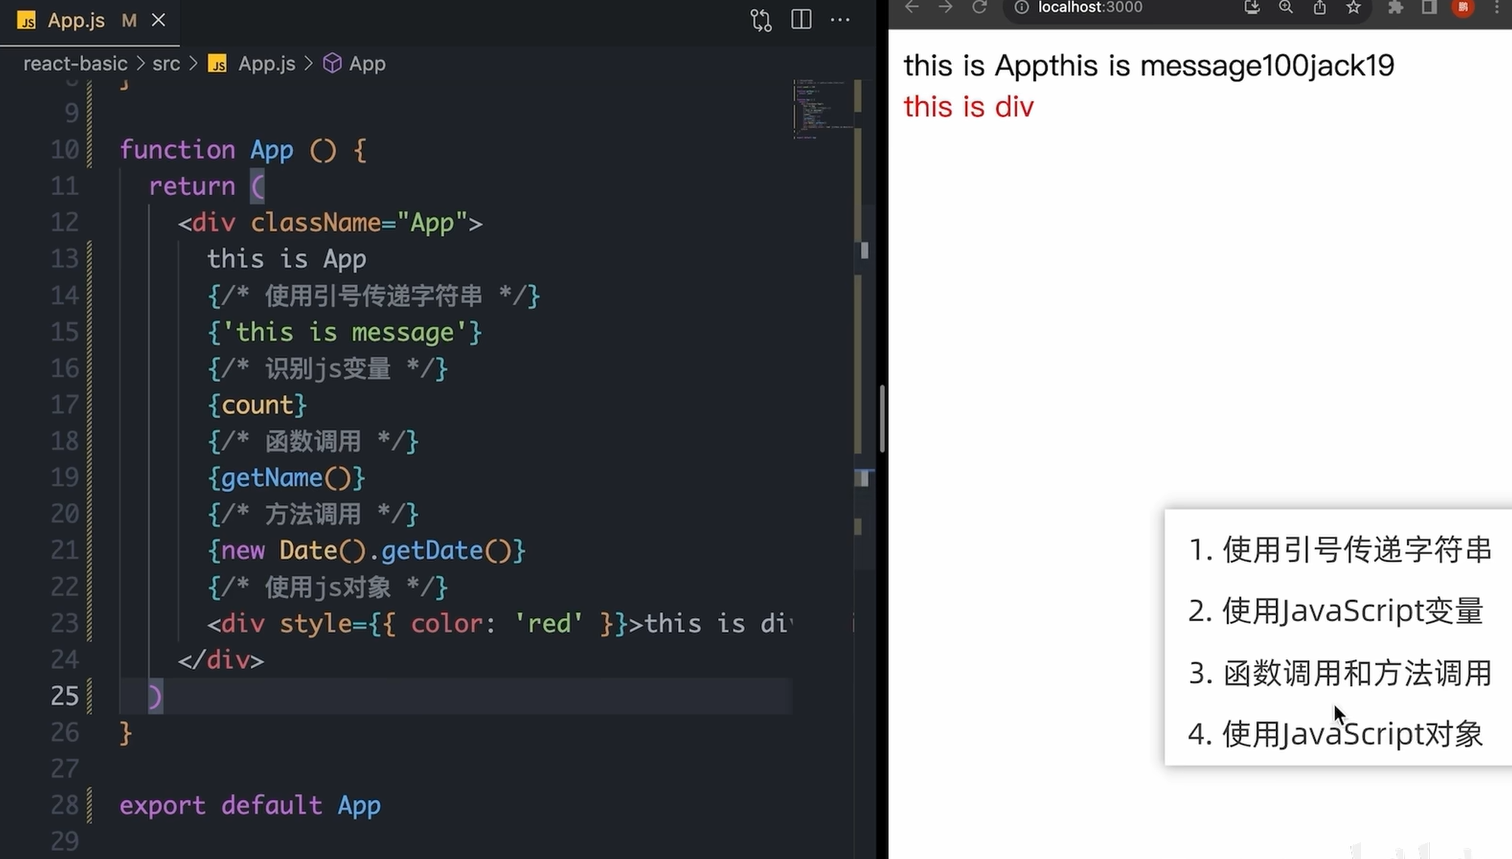 App.js M
react-basic > src > App.js > App
9
10 function App () {
11 return (
12 <div className="App">
13 this is App
14 {/* 使用引号传递字符串 */}
15 {'this is message'}
16 {/* 识别js变量 */}
17 {count}
18 {/* 函数调用 */}
19 {getName()}
20 {/* 方法调用 */}
21 {new Date().getDate()}
22 {/* 使用js对象 */}
23 <div style={{ color: 'red' }}>this is di
24 </div>
25 )
26 }
27
28 export default App
29
localhost:3000
鹏
this is Appthis is message100jack19
this is div
1. 使用引号传递字符串
2. 使用JavaScript变量
3. 函数调用和方法调用
4. 使用JavaScript对象